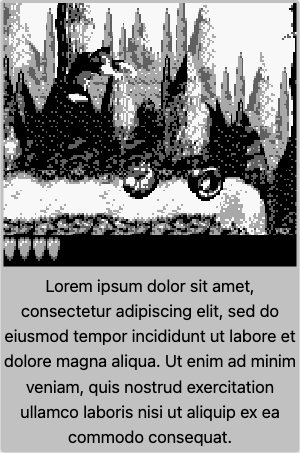 Lorem ipsum dolor sit amet,
consectetur adipiscing elit, sed do
eiusmod tempor incididunt ut labore et
dolore magna aliqua. Ut enim ad minim
veniam, quis nostrud exercitation
ullamco laboris nisi ut aliquip ex ea
commodo consequat.